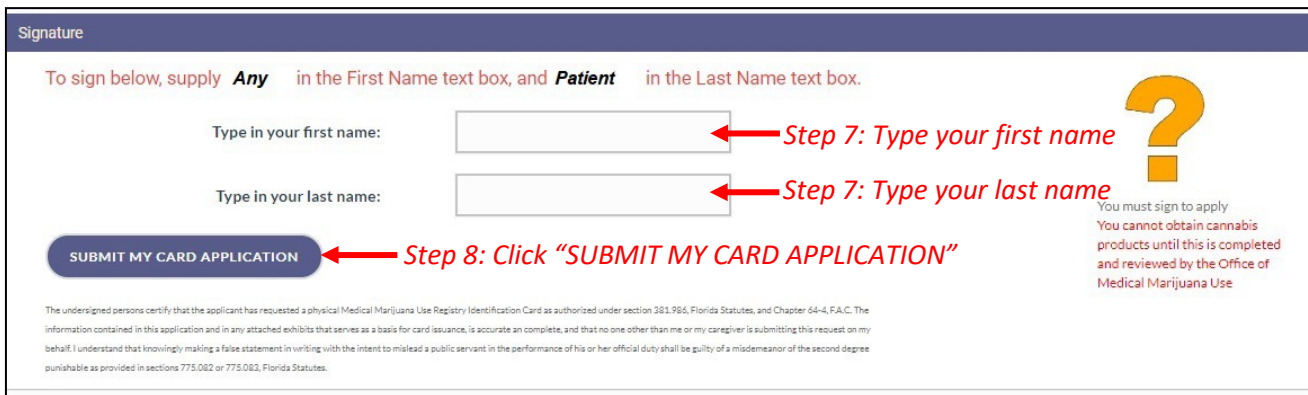 Signature
To sign below, supply Any in the First Name text box, and Patient in the Last Name text box.
Type in your first name:
Step 7: Type your first name
Type in your last name:
Step 7: Type your last name
SUBMIT MY CARD APPLICATION
Step 8: Click “SUBMIT MY CARD APPLICATION”
?
You must sign to apply
You cannot obtain cannabis
products until this is completed
and reviewed by the Office of
Medical Marijuana Use
The undersigned persons certify that the applicant has requested a physical Medical Marijuana Use Registry Identification Card as authorized under section 381.986, Florida Statutes, and Chapter 64-4, F.A.C. The
information contained in this application and in any attached exhibits that serves as a basis for card issuance, is accurate an complete, and that no one other than me or my caregiver is submitting this request on my
behalf. I understand that knowingly making a false statement in writing with the intent to mislead a public servant in the performance of his or her official duty shall be guilty of a misdemeanor of the second degree
punishable as provided in sections 775.082 or 775.083, Florida Statutes.